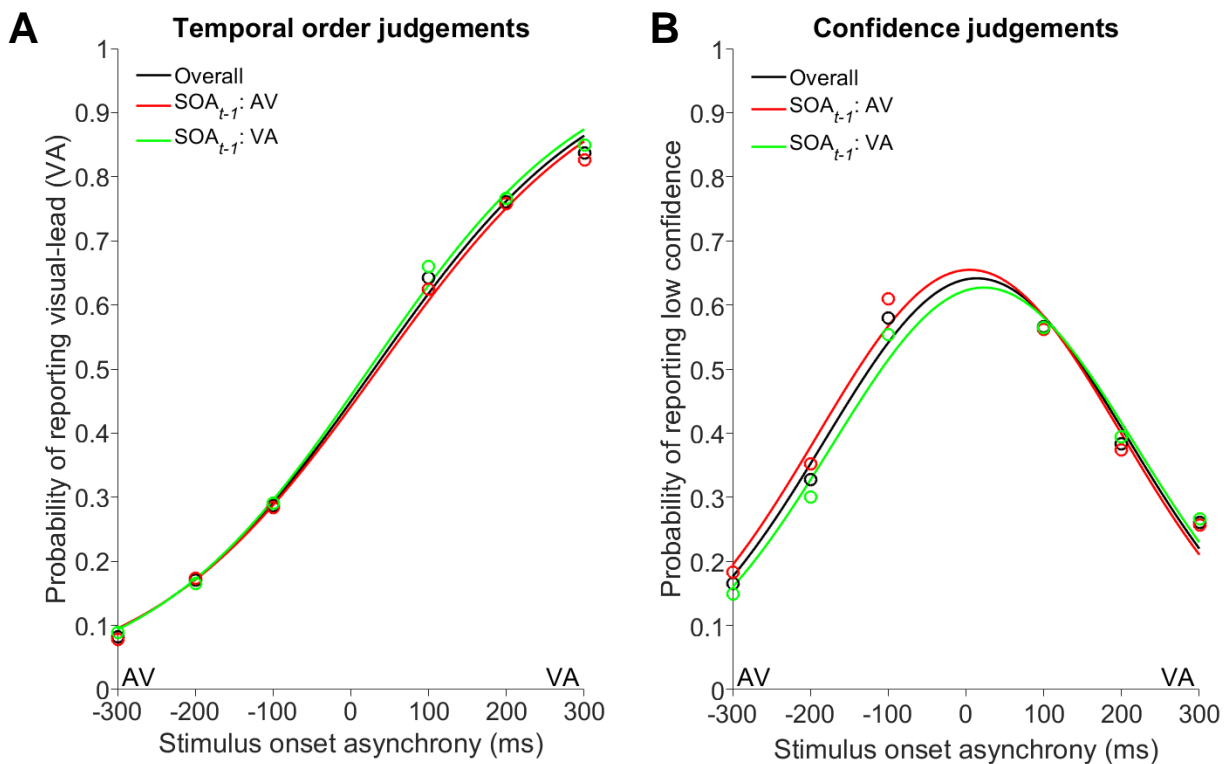 A
Temporal order judgements
Probability of reporting visual-lead (VA)
1
0.9
0.8
0.7
0.6
0.5
0.4
0.3
0.2
0.1
0
Overall
SOAt-1: AV
SOAt-1: VA
AV
VA
-300 -200 -100 0 100 200 300
Stimulus onset asynchrony (ms)
B
Confidence judgements
Probability of reporting low confidence
1
0.9
0.8
0.7
0.6
0.5
0.4
0.3
0.2
0.1
0
Overall
SOAt-1: AV
SOAt-1: VA
AV
VA
-300 -200 -100 0 100 200 300
Stimulus onset asynchrony (ms)